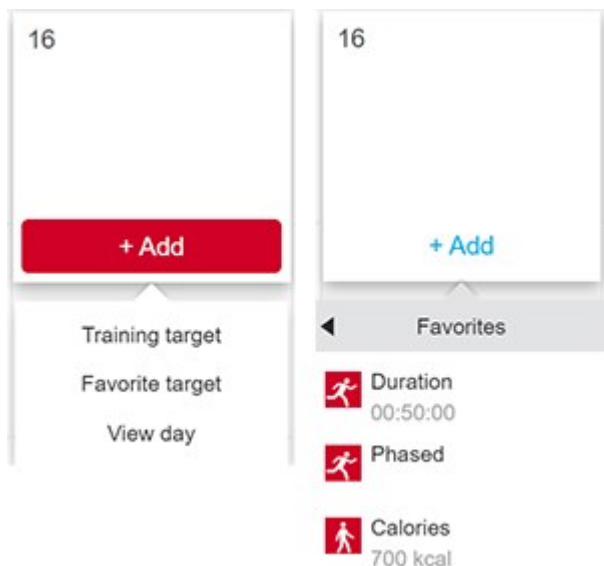 16
+ Add
Training target
Favorite target
View day
16
+ Add
Favorites
Duration
00:50:00
Phased
Calories
700 kcal